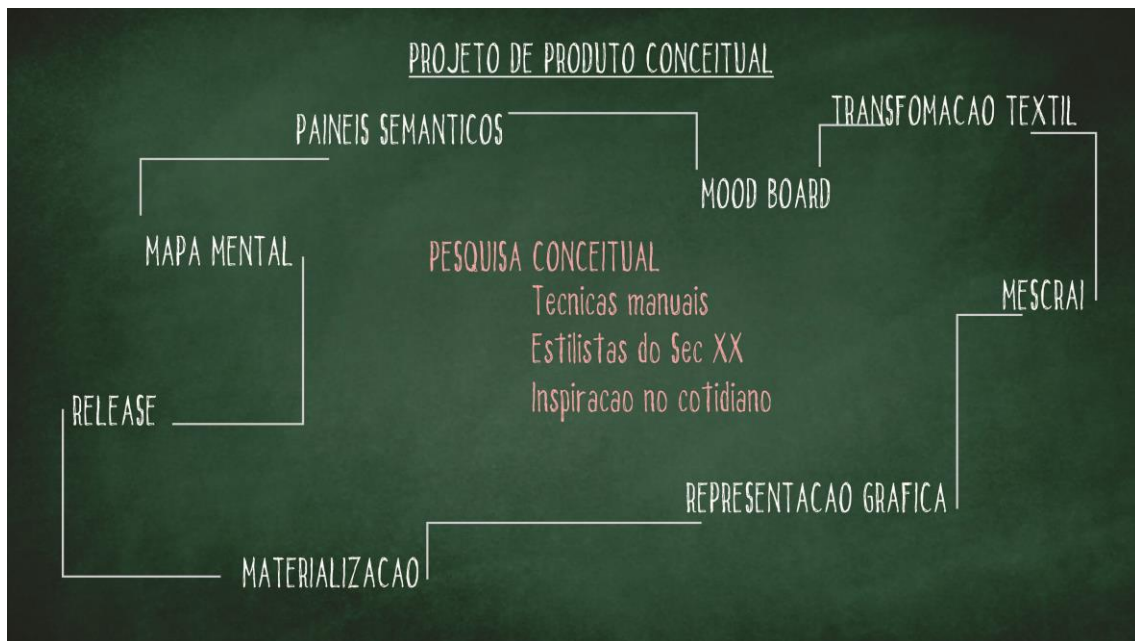 PROJETO DE PRODUTO CONCEITUAL
TRANSFOMACAO TEXTIL
PAINEIS SEMANTICOS
MOOD BOARD
MAPA MENTAL
PESQUISA CONCEITUAL
Tecnicas manuais
Estilistas do Sec XX
Inspiracao no cotidiano
MESCRAI
RELEASE
REPRESENTACAO GRAFICA
MATERIALIZACAO